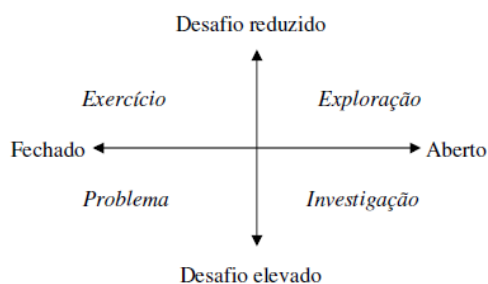 Desafio reduzido
Exercício Exploração
Fechado Aberto
Problema Investigação
Desafio elevado